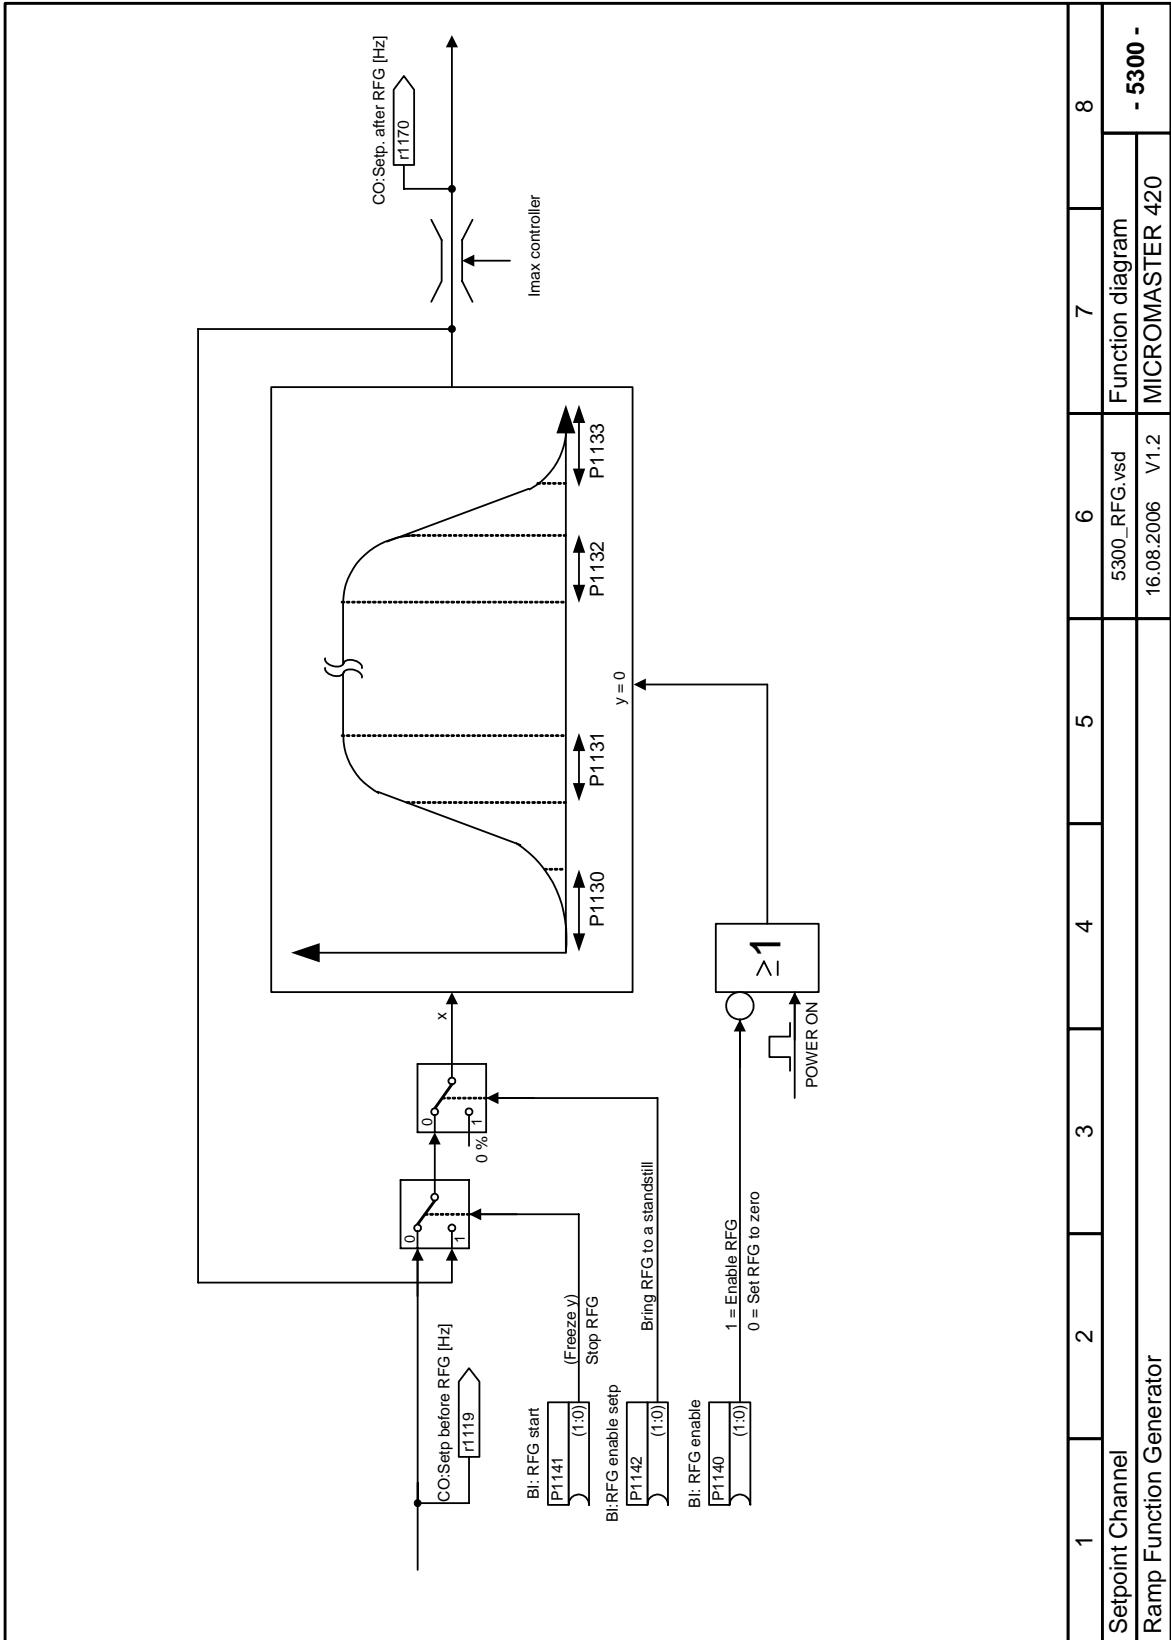 CO:Setp before RFG [Hz]
r1119
BI: RFG start
P1141
(1:0)
(Freeze y)
Stop RFG
BI:RFG enable setp
P1142
(1:0)
Bring RFG to a standstill
BI: RFG enable
P1140
(1:0)
1 = Enable RFG
0 = Set RFG to zero
0
1
0
1
0 %
x
POWER ON
≥1
y = 0
P1130
P1131
P1132
P1133
Imax controller
CO:Setp. after RFG [Hz]
r1170
1 2 3 4 5 6 7 8
Setpoint Channel
5300_RFG.vsd
Function diagram
- 5300 -
Ramp Function Generator
16.08.2006 V1.2
MICROMASTER 420